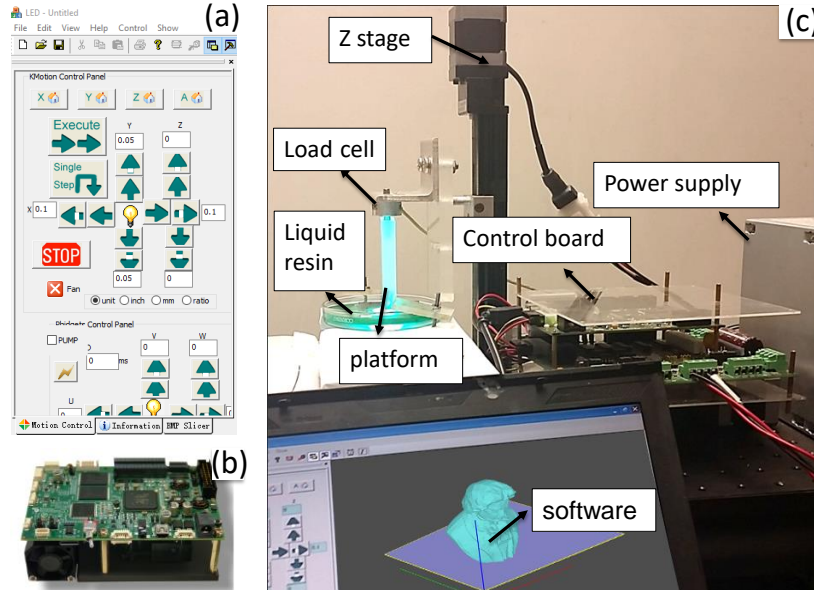 (a)
LED - Untitled
File Edit View Help Control Show
KMotion Control Panel
X Y Z A
Execute
Y Z
0.05 0
Single
Step
X 0.1 0.1
STOP
0.05 0
Fan
unit inch mm ratio
Control Panel
PUMP
V W
0 ms 0 0
U
Motion Control Information BMP Slicer
(b)
(c)
Z stage
Load cell
Power supply
Liquid
resin
Control board
platform
software